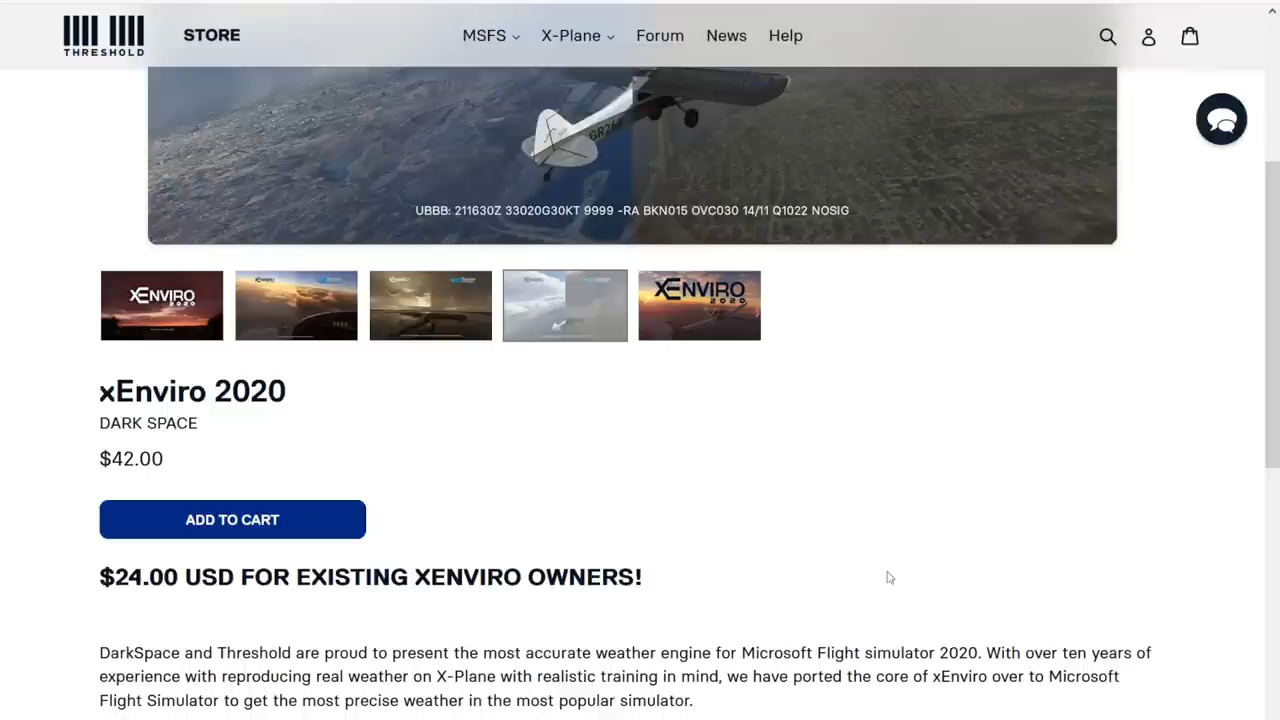 THRESHOLD
STORE
MSFS
X-Plane
Forum
News
Help
UBBB: 211630Z 33020G30KT 9999 -RA BKN015 OVC030 14/11 Q1022 NOSIG
XENVIRO
2020
XENVIRO
2020
xEnviro 2020
DARK SPACE
$42.00
ADD TO CART
$24.00 USD FOR EXISTING XENVIRO OWNERS!
DarkSpace and Threshold are proud to present the most accurate weather engine for Microsoft Flight simulator 2020. With over ten years of
experience with reproducing real weather on X-Plane with realistic training in mind, we have ported the core of xEnviro over to Microsoft
Flight Simulator to get the most precise weather in the most popular simulator.